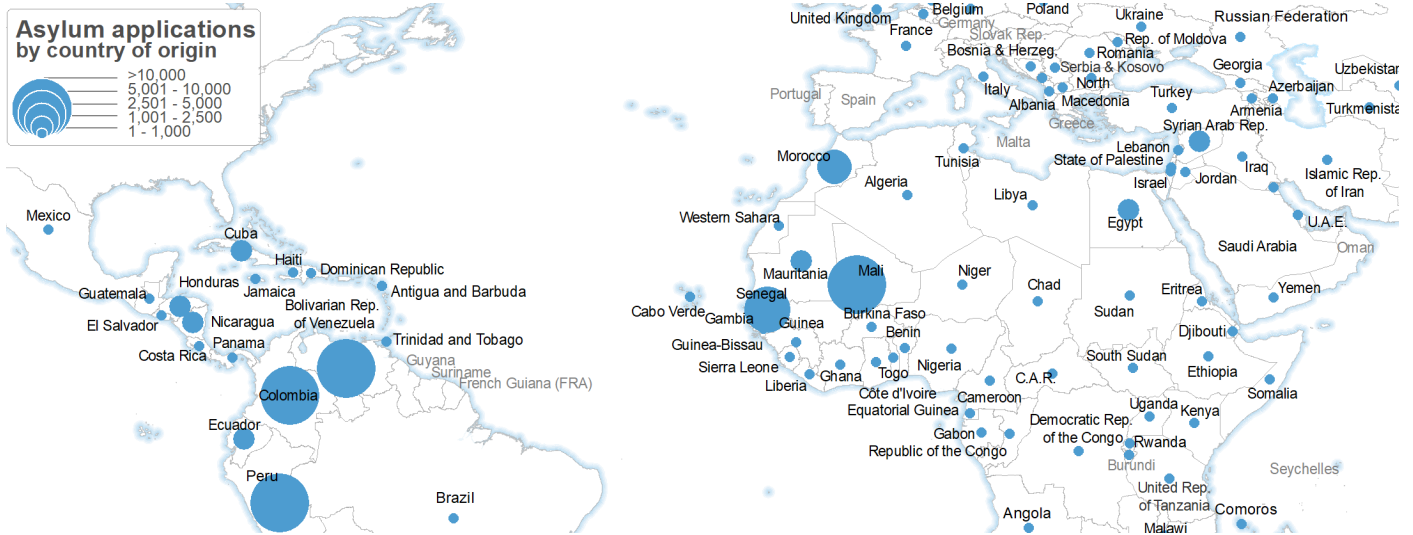 Asylum applications
by country of origin
>10,000
5,001 - 10,000
2,501 - 5,000
1,001 - 2,500
1 - 1,000
United Kingdom
Belgium
Poland
Germany
France
Ukraine
Russian Federation
Slovak Rep.
Rep. of Moldova
Bosnia & Herzeg.
Romania
Serbia & Kosovo
Georgia
Uzbekistan
Portugal
Spain
Italy
North
Macedonia
Albania
Turkey
Azerbaijan
Armenia
Turkmenista
Greece
Syrian Arab Rep.
Malta
Lebanon
Morocco
Tunisia
State of Palestine
Iraq
Islamic Rep.
of Iran
Algeria
Israel
Jordan
Libya
Mexico
Western Sahara
Egypt
U.A.E.
Cuba
Saudi Arabia
Oman
Haiti
Dominican Republic
Mauritania
Mali
Niger
Honduras
Jamaica
Antigua and Barbuda
Chad
Guatemala
Senegal
Eritrea
Yemen
Bolivarian Rep.
of Venezuela
Cabo Verde
Gambia
Burkina Faso
Sudan
El Salvador
Nicaragua
Guinea
Benin
Djibouti
Panama
Trinidad and Tobago
Guinea-Bissau
Costa Rica
Guyana
Suriname
French Guiana (FRA)
Sierra Leone
Nigeria
South Sudan
Ethiopia
Liberia
Ghana
Togo
C.A.R.
Colombia
Côte d'Ivoire
Cameroon
Somalia
Equatorial Guinea
Uganda
Kenya
Ecuador
Gabon
Democratic Rep.
of the Congo
Rwanda
Republic of the Congo
Burundi
Seychelles
Peru
United Rep.
of Tanzania
Brazil
Angola
Comoros
Malawi